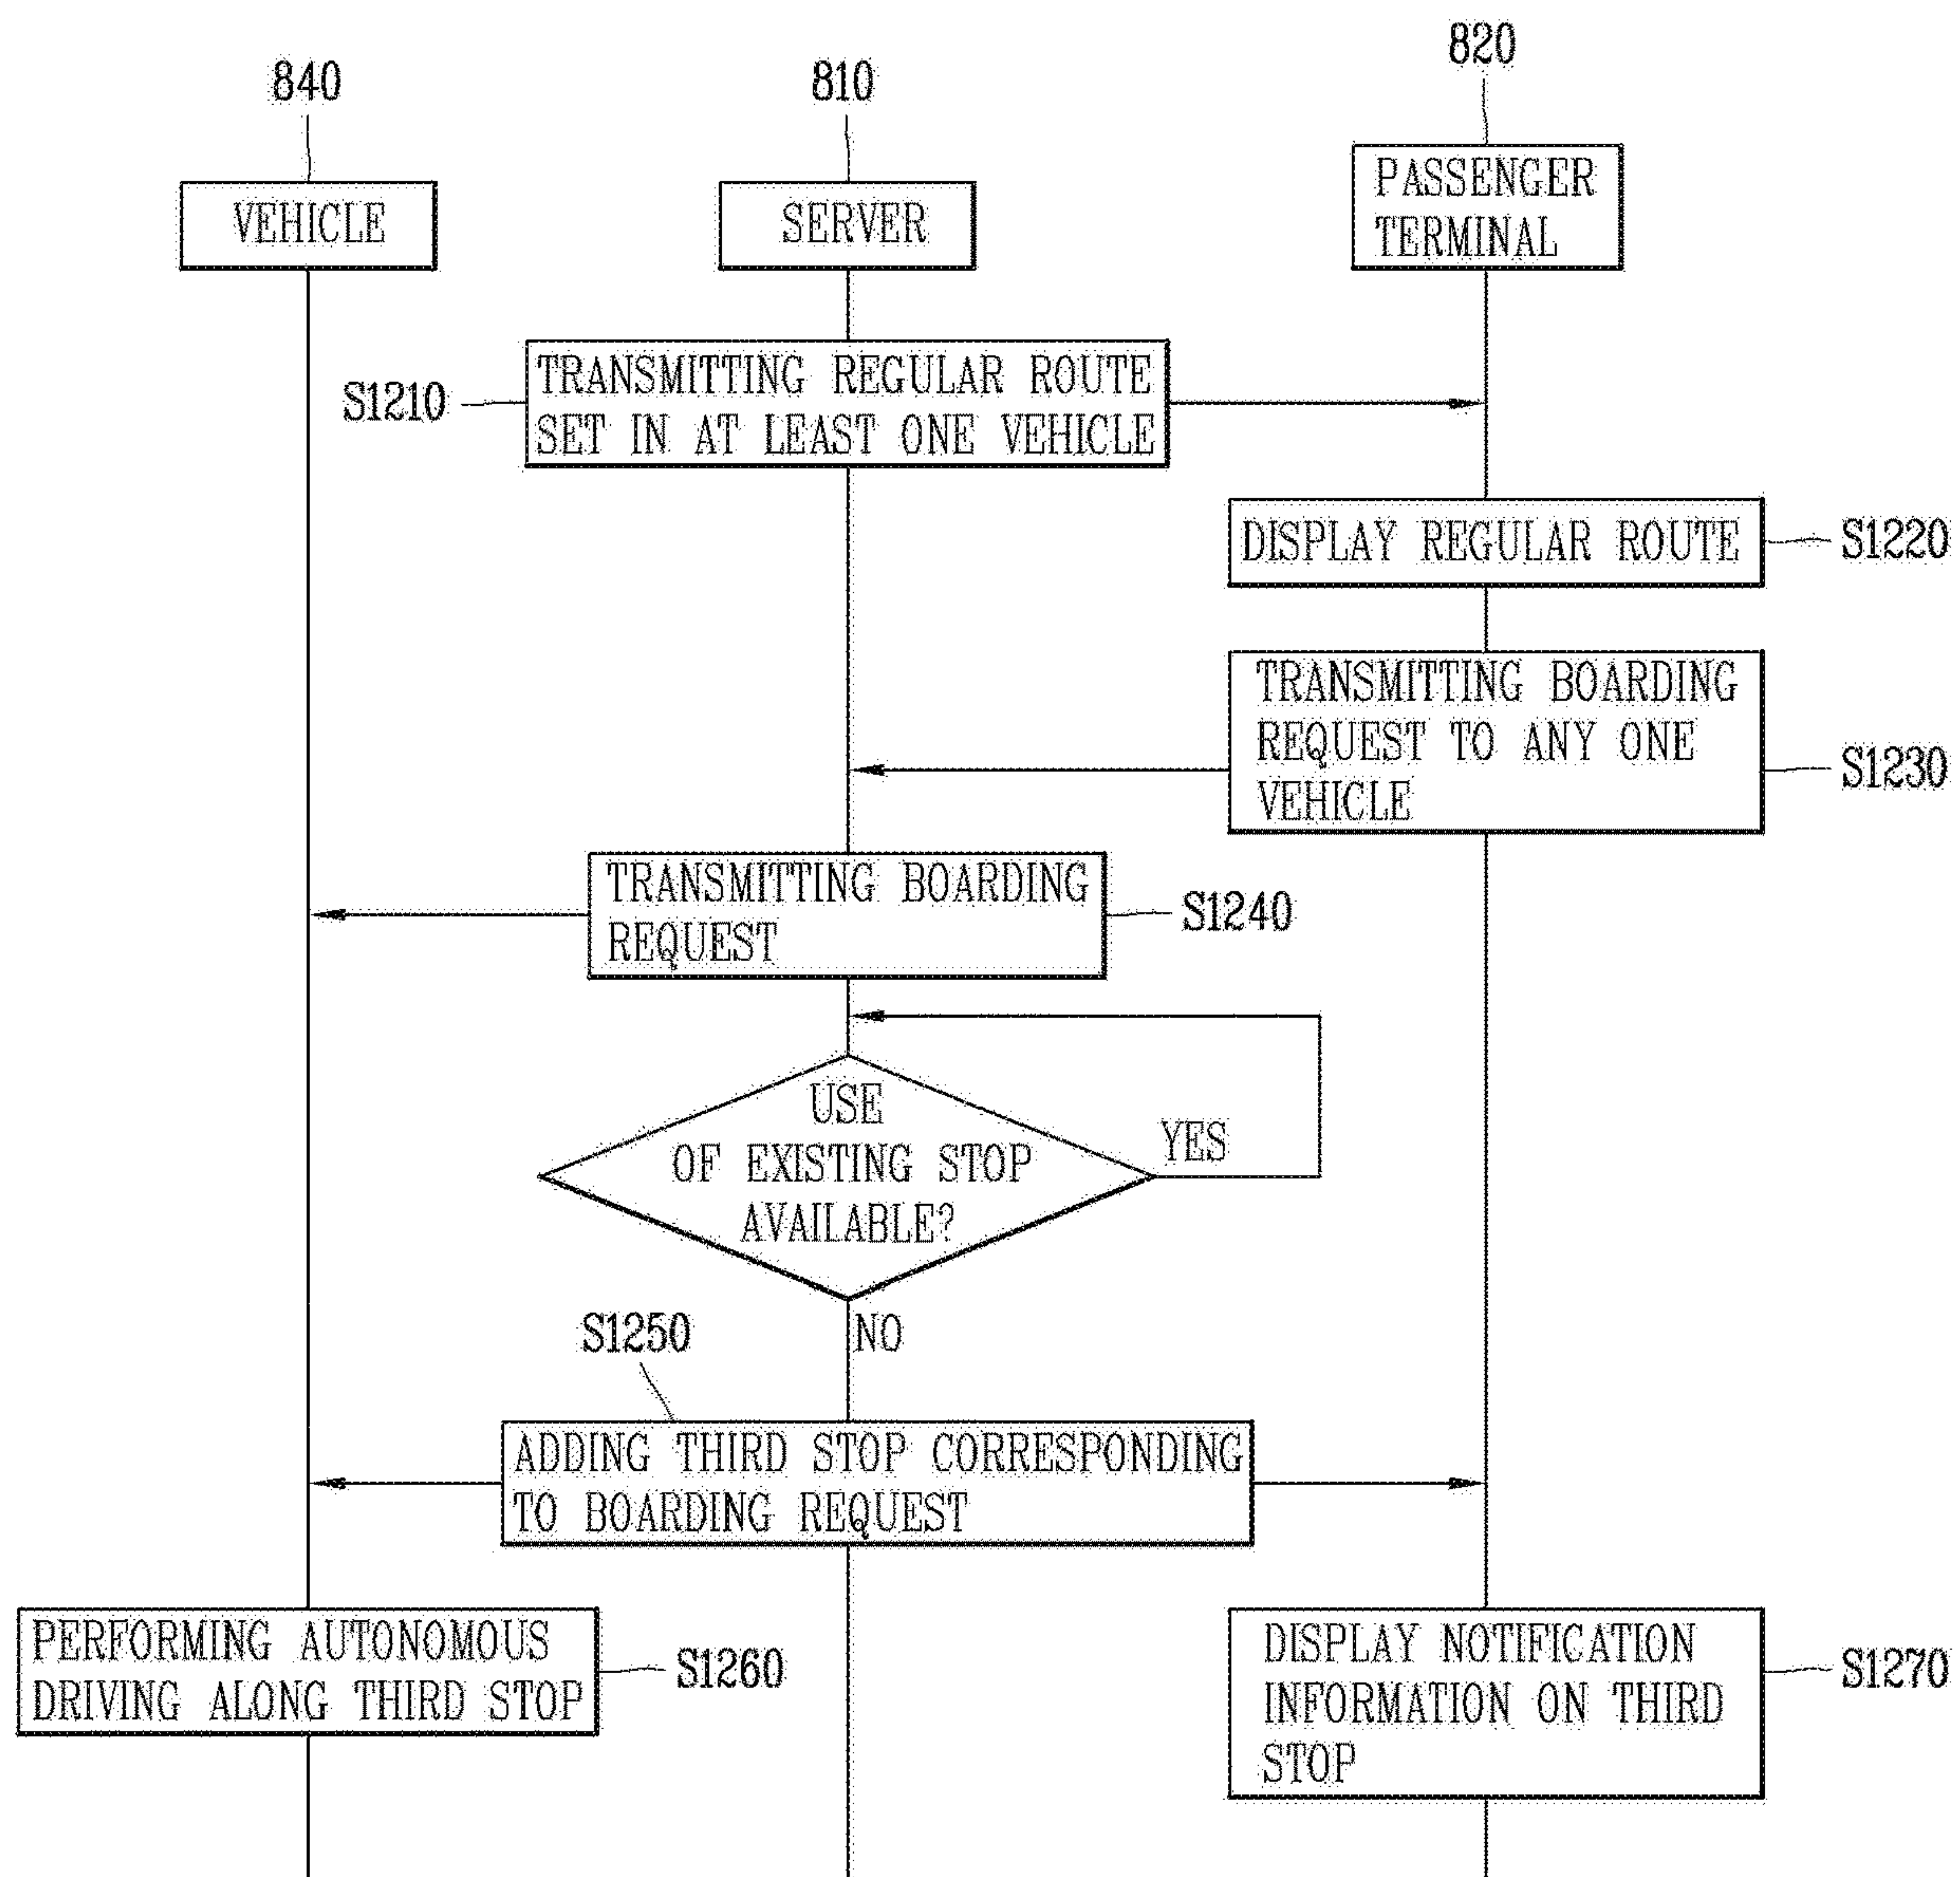 840
810
820
VEHICLE
SERVER
PASSENGER
TERMINAL
S1210
TRANSMITTING REGULAR ROUTE
SET IN AT LEAST ONE VEHICLE
DISPLAY REGULAR ROUTE
S1220
TRANSMITTING BOARDING
REQUEST TO ANY ONE
VEHICLE
S1230
TRANSMITTING BOARDING
REQUEST
S1240
USE
OF EXISTING STOP
AVAILABLE?
YES
NO
S1250
ADDING THIRD STOP CORRESPONDING
TO BOARDING REQUEST
PERFORMING AUTONOMOUS
DRIVING ALONG THIRD STOP
S1260
DISPLAY NOTIFICATION
INFORMATION ON THIRD
STOP
S1270